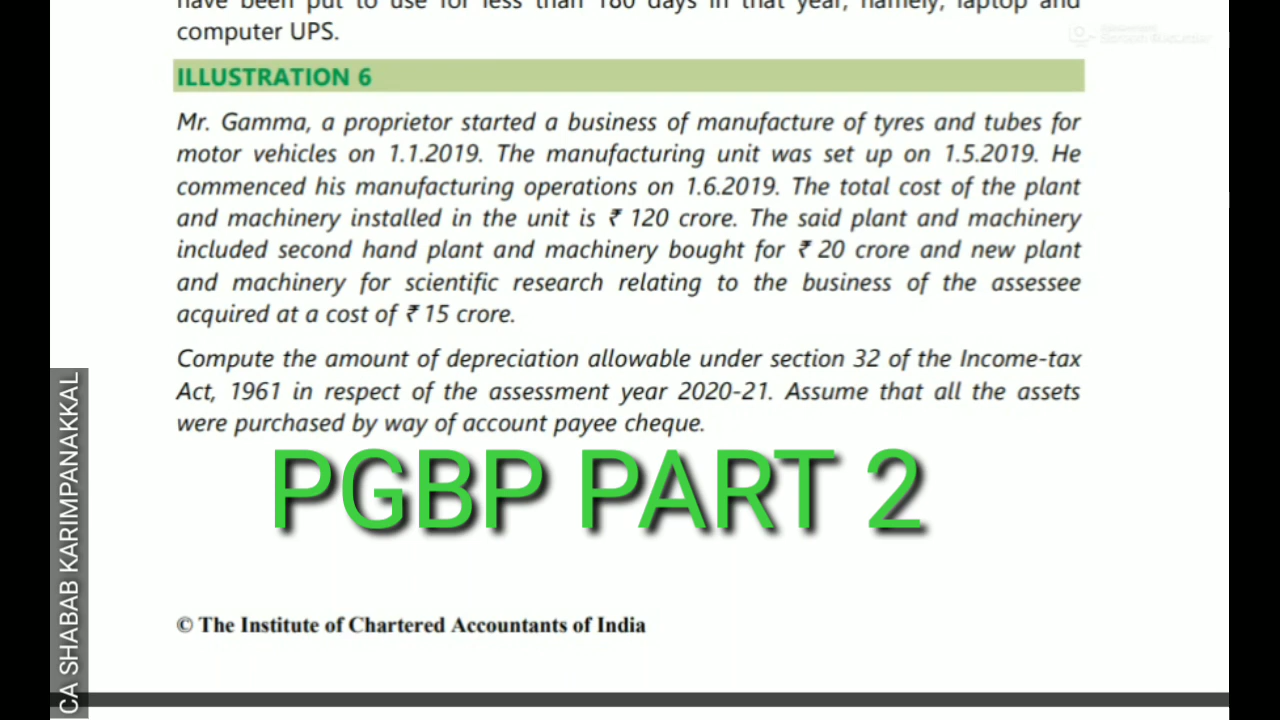 have been put to use for less than 180 days in that year, namely, laptop and
computer UPS.
ILLUSTRATION 6
Mr. Gamma, a proprietor started a business of manufacture of tyres and tubes for
motor vehicles on 1.1.2019. The manufacturing unit was set up on 1.5.2019. He
commenced his manufacturing operations on 1.6.2019. The total cost of the plant
and machinery installed in the unit is ₹ 120 crore. The said plant and machinery
included second hand plant and machinery bought for ₹ 20 crore and new plant
and machinery for scientific research relating to the business of the assessee
acquired at a cost of ₹ 15 crore.
Compute the amount of depreciation allowable under section 32 of the Income-tax
Act, 1961 in respect of the assessment year 2020-21. Assume that all the assets
were purchased by way of account payee cheque.
PGBP PART 2
© The Institute of Chartered Accountants of India
CA SHABAB KARIMPANAKKAL